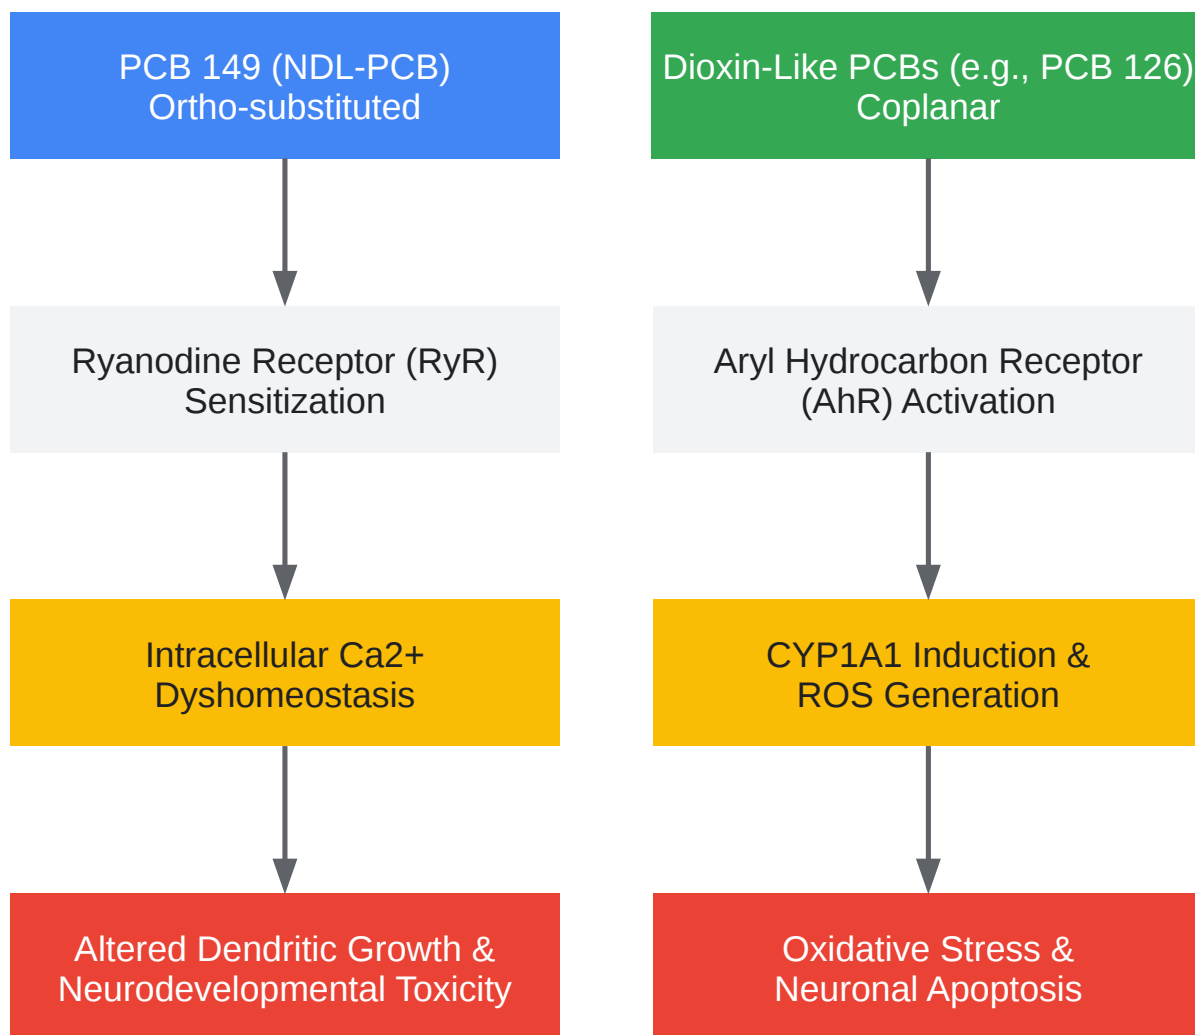 PCB 149 (NDL-PCB)
Ortho-substituted
Dioxin-Like PCBs (e.g., PCB 126)
Coplanar
Ryanodine Receptor (RyR)
Sensitization
Aryl Hydrocarbon Receptor
(AhR) Activation
Intracellular Ca2+
Dyshomeostasis
CYP1A1 Induction &
ROS Generation
Altered Dendritic Growth &
Neurodevelopmental Toxicity
Oxidative Stress &
Neuronal Apoptosis